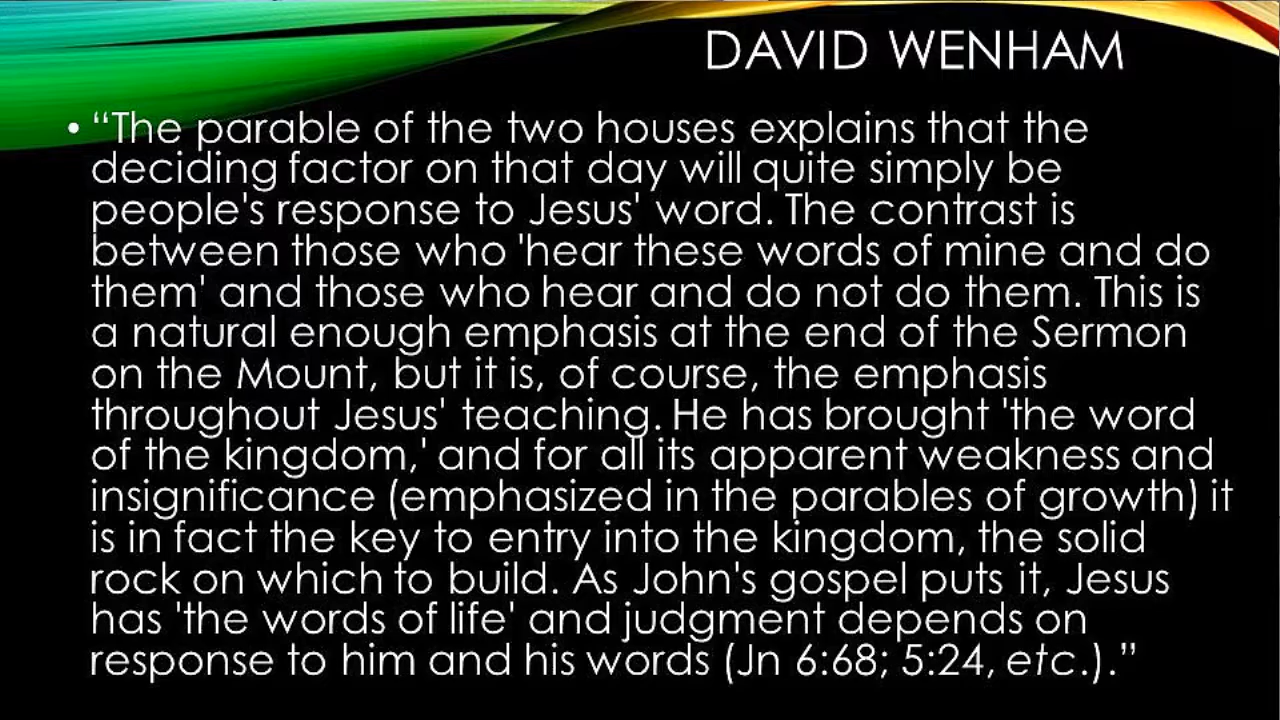 DAVID WENHAM
• “The parable of the two houses explains that the
deciding factor on that day will quite simply be
people's response to Jesus' word. The contrast is
between those who 'hear these words of mine and do
them' and those who hear and do not do them. This is
a natural enough emphasis at the end of the Sermon
on the Mount, but it is, of course, the emphasis
throughout Jesus' teaching. He has brought 'the word
of the kingdom,' and for all its apparent weakness and
insignificance (emphasized in the parables of growth) it
is in fact the key to entry into the kingdom, the solid
rock on which to build. As John's gospel puts it, Jesus
has 'the words of life' and judgment depends on
response to him and his words (Jn 6:68; 5:24, etc.).”